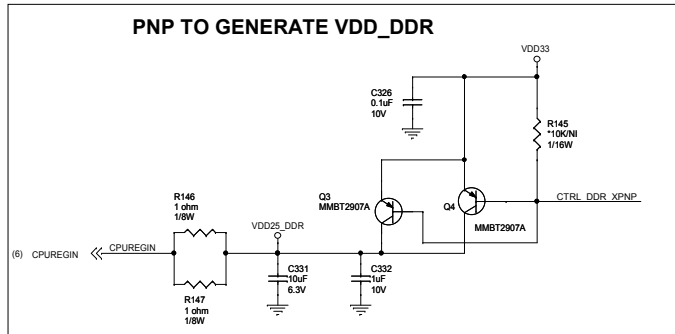 PNP TO GENERATE VDD_DDR
VDD33
C326
0.1uF
10V
R145
*10K/NI
1/16W
Q3
MMBT2907A
Q4
CTRL_DDR_XPNP
MMBT2907A
R146
1 ohm
1/8W
VDD25_DDR
(6) CPUREGIN
CPUREGIN
C331
10uF
6.3V
C332
1uF
10V
R147
1 ohm
1/8W